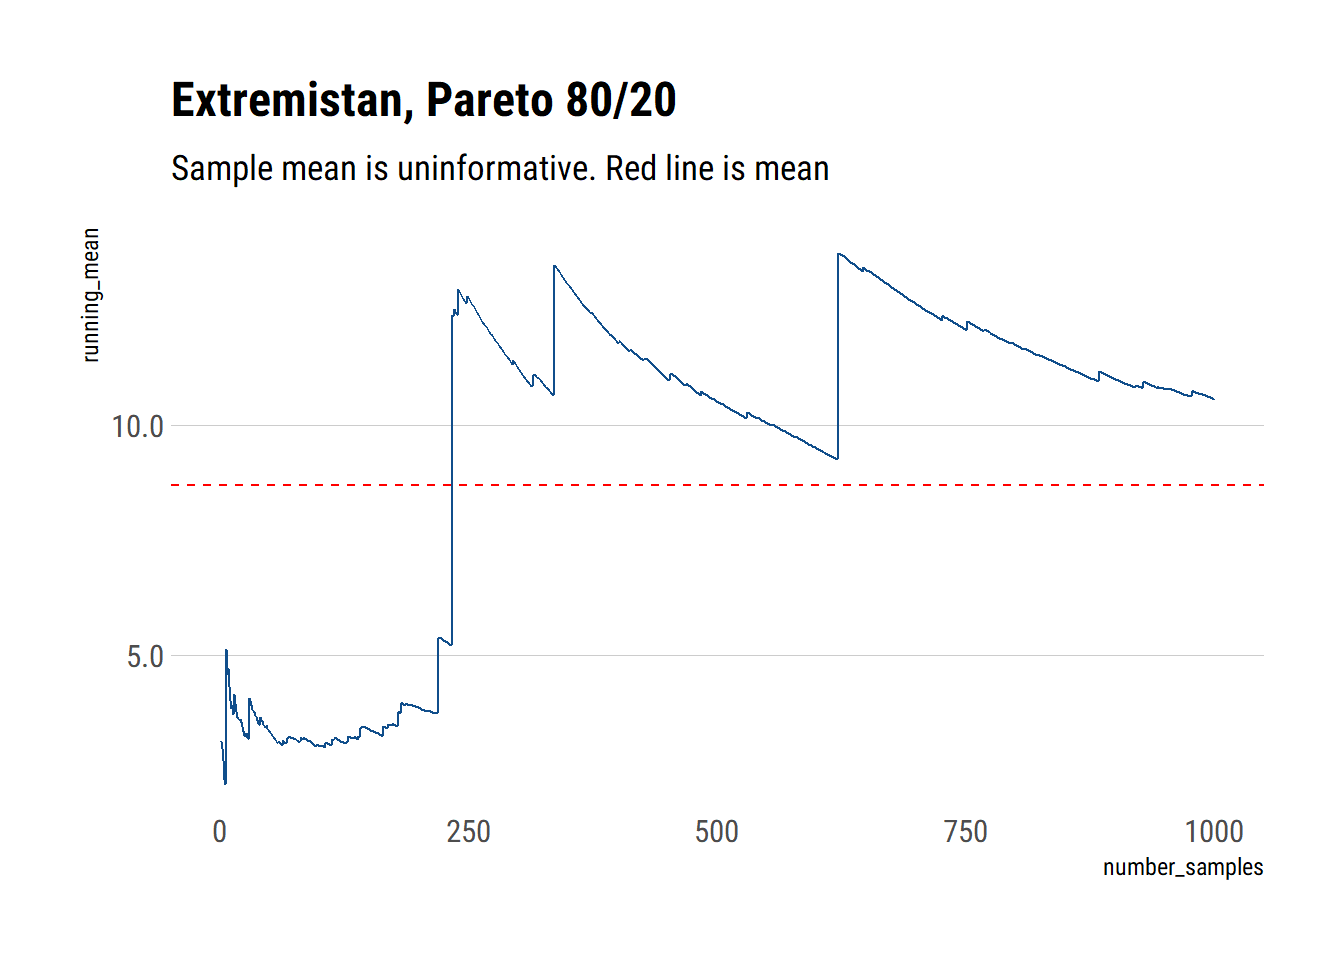 Extremistan, Pareto 80/20
Sample mean is uninformative. Red line is mean
running_mean
10.0
5.0
0 250 500 750 1000
number_samples